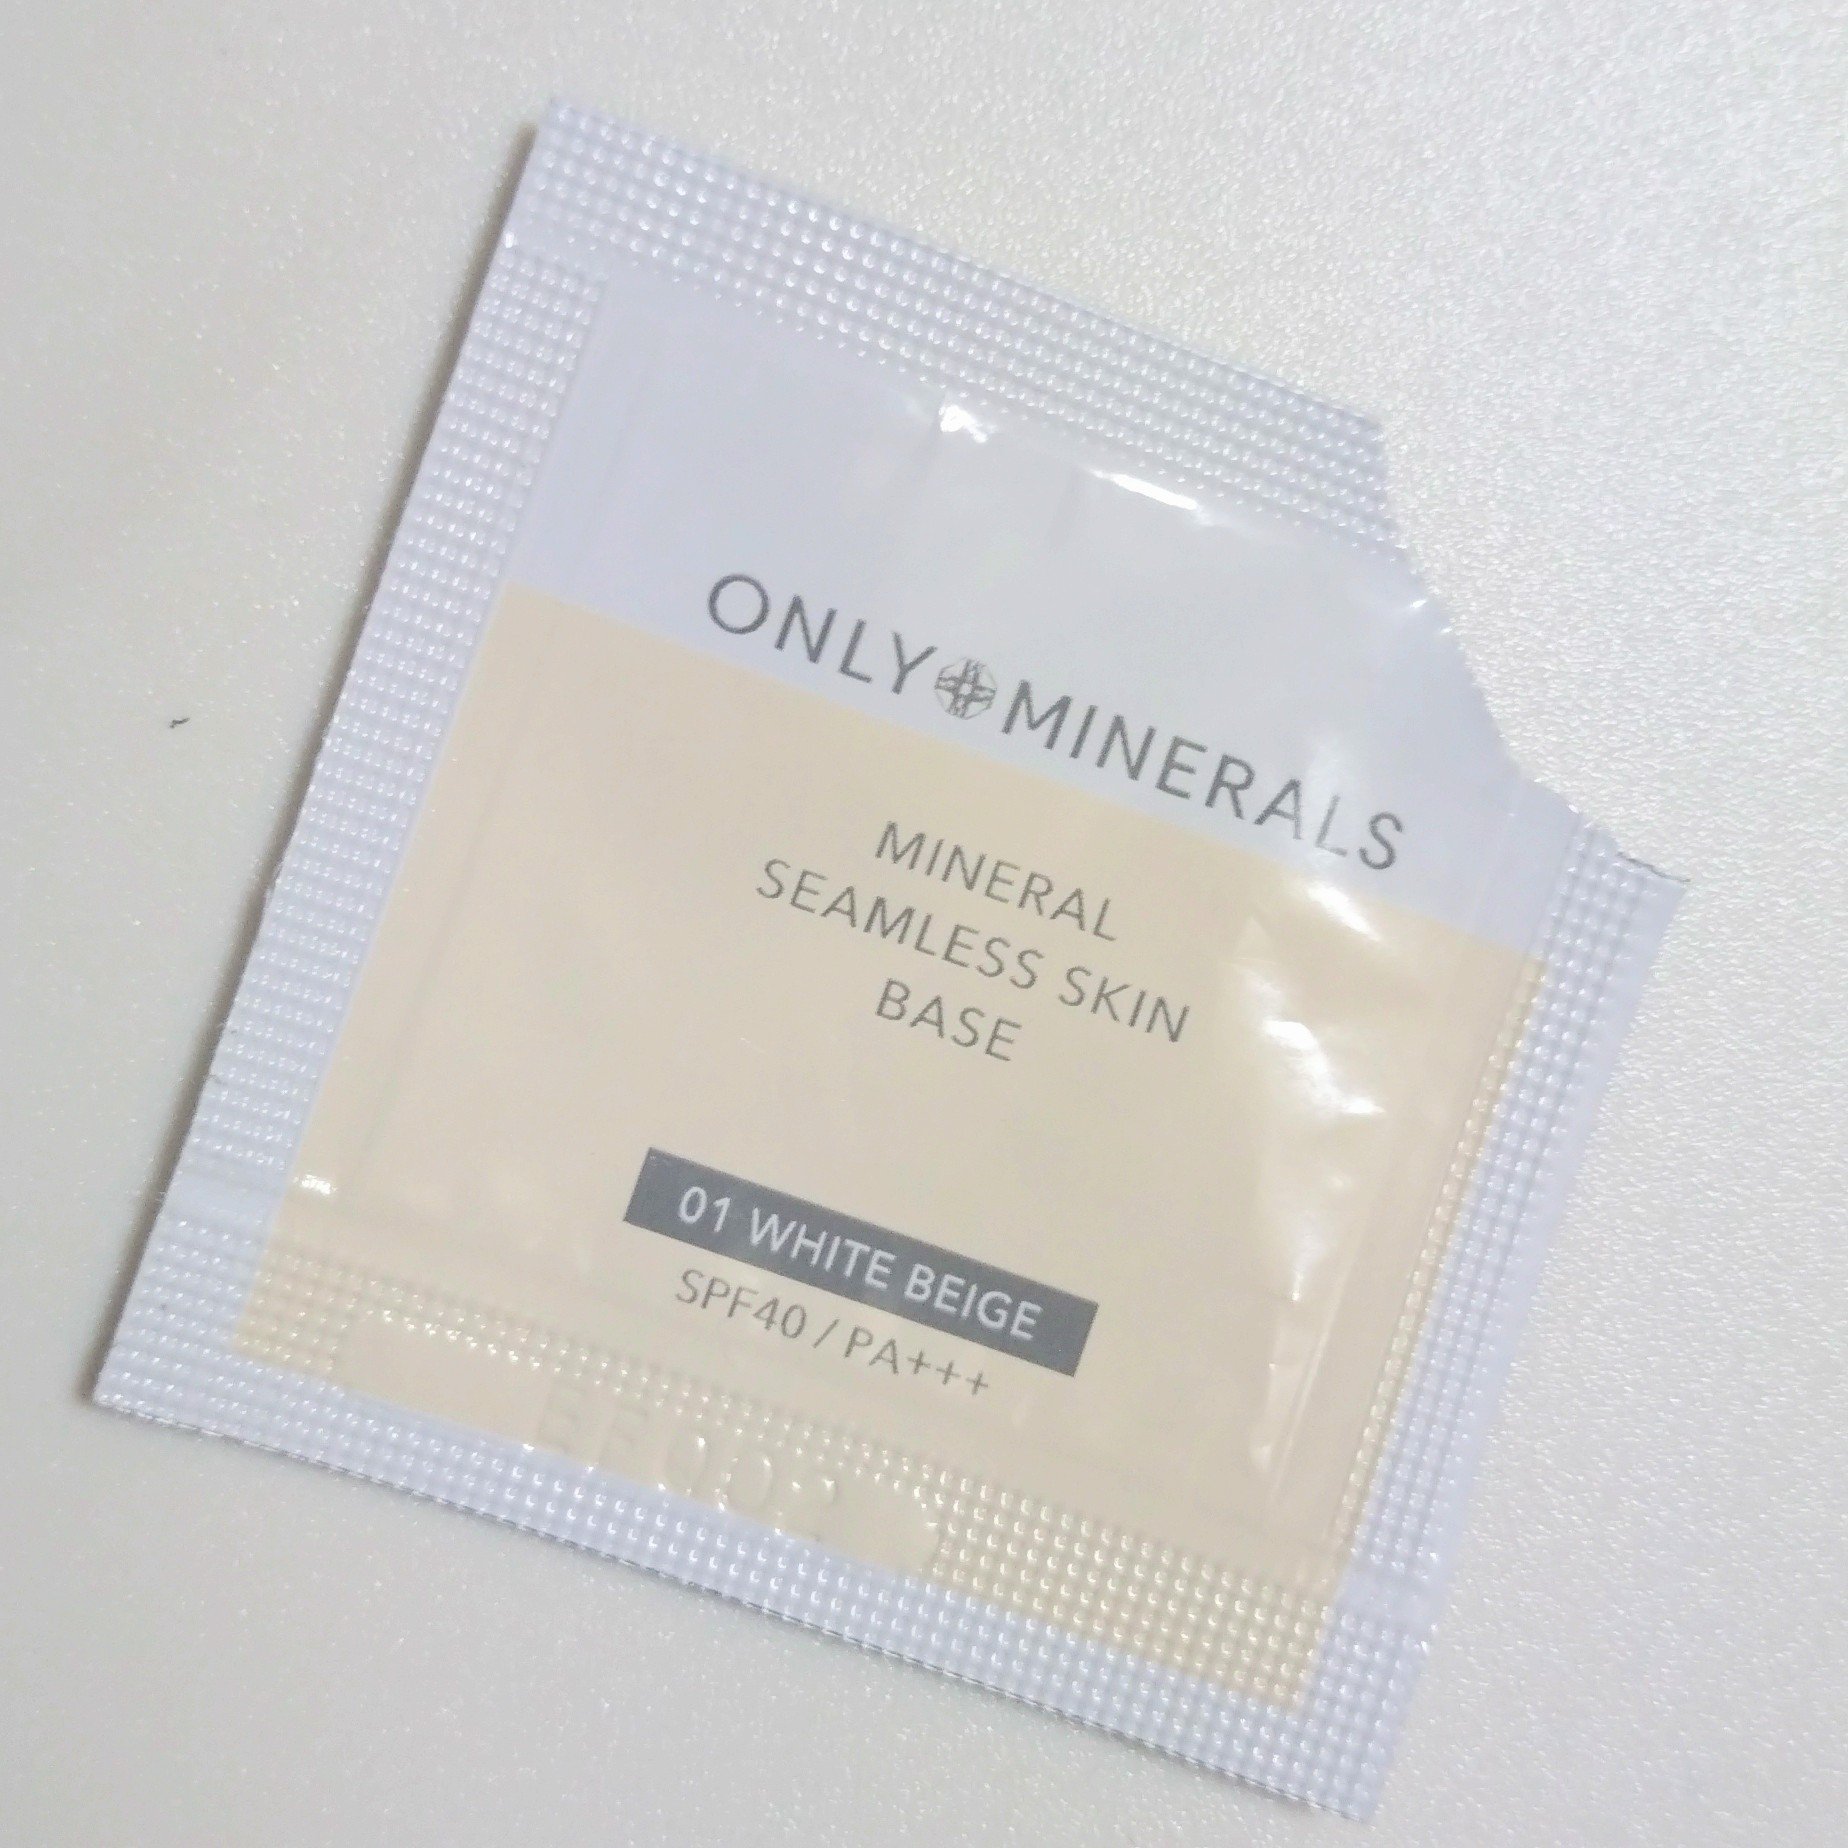 ONLY MINERALS
MINERAL
SEAMLESS SKIN
BASE
01 WHITE BEIGE
SPF40 / PA+++